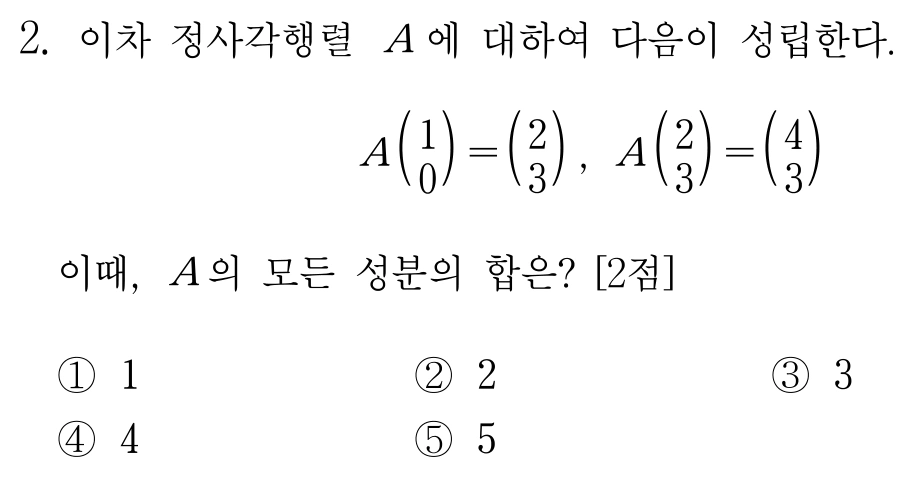 2. 이차 정사각행렬 A에 대하여 다음이 성립한다.
A(1 0) = (2 3), A(2 3) = (4 3)
이때, A의 모든 성분의 합은? [2점]
① 1 ② 2 ③ 3
④ 4 ⑤ 5